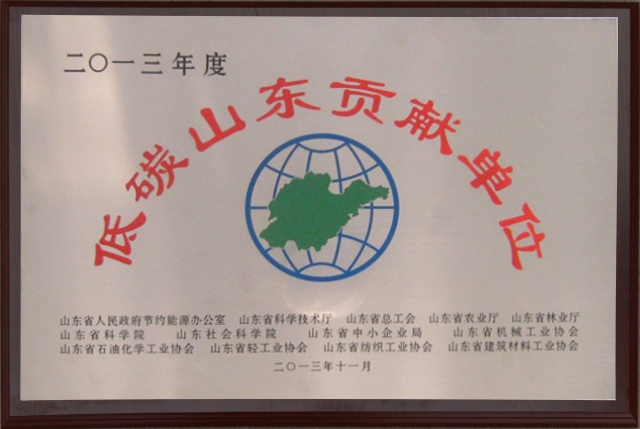 二〇一三年度
低碳山东贡献单位
山东省人民政府节约能源办公室 山东省科学技术厅 山东省总工会 山东省农业厅 山东省林业厅
山东省科学院 山东社会科学院 山东省中小企业局 山东省机械工业协会
山东省石油化学工业协会 山东省轻工业协会 山东省纺织工业协会 山东省建筑材料工业协会
二〇一三年十一月